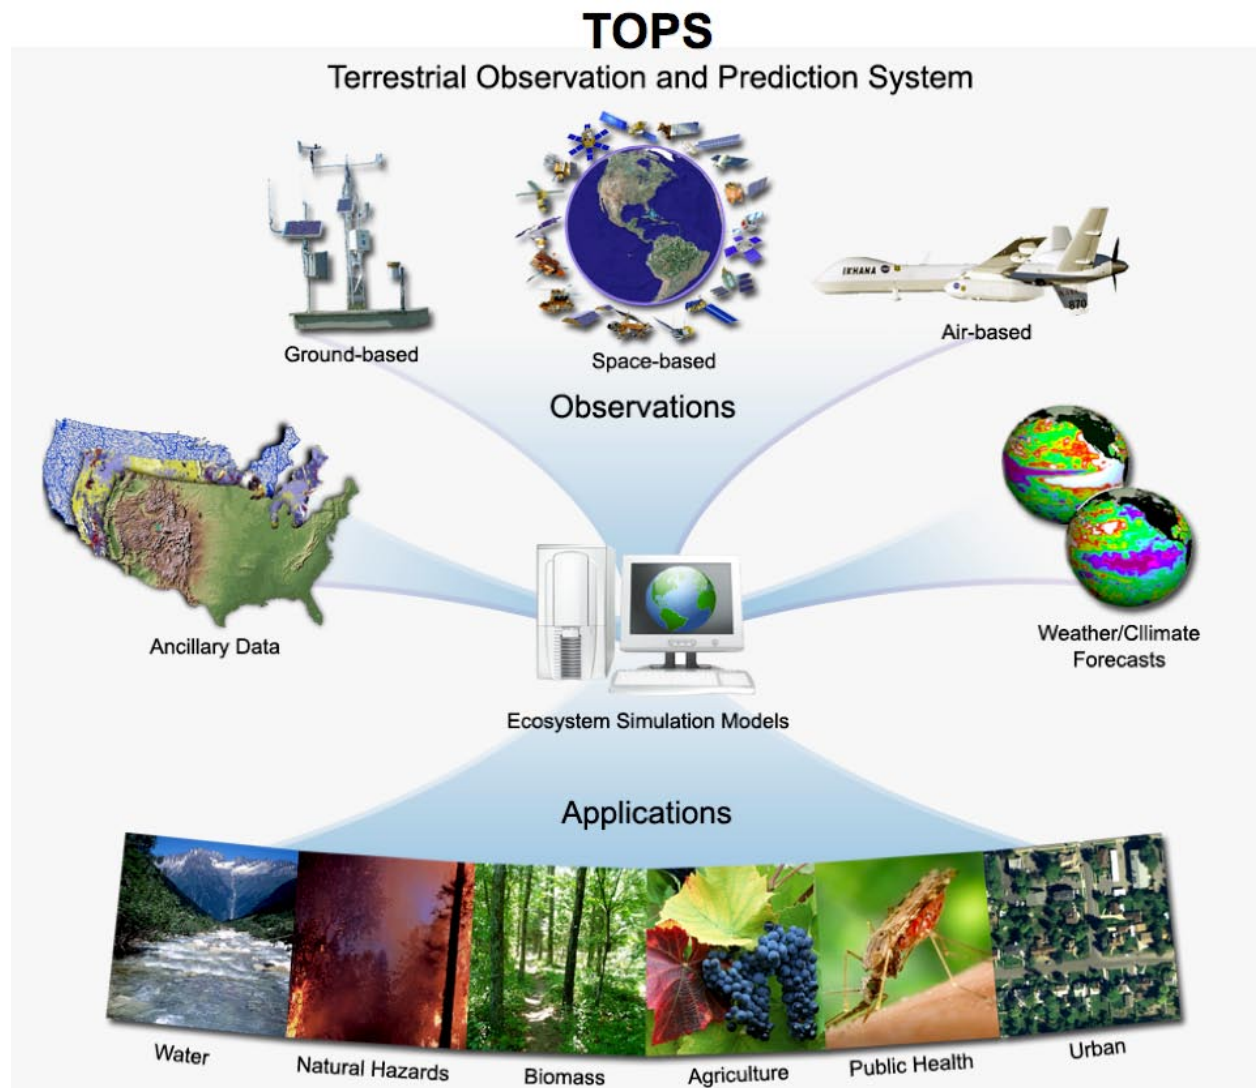 TOPS
Terrestrial Observation and Prediction System
IKHANA
870
Ground-based
Space-based
Air-based
Observations
Ancillary Data
Weather/Cllimate
Forecasts
Ecosystem Simulation Models
Applications
Water
Natural Hazards
Biomass
Agriculture
Public Health
Urban